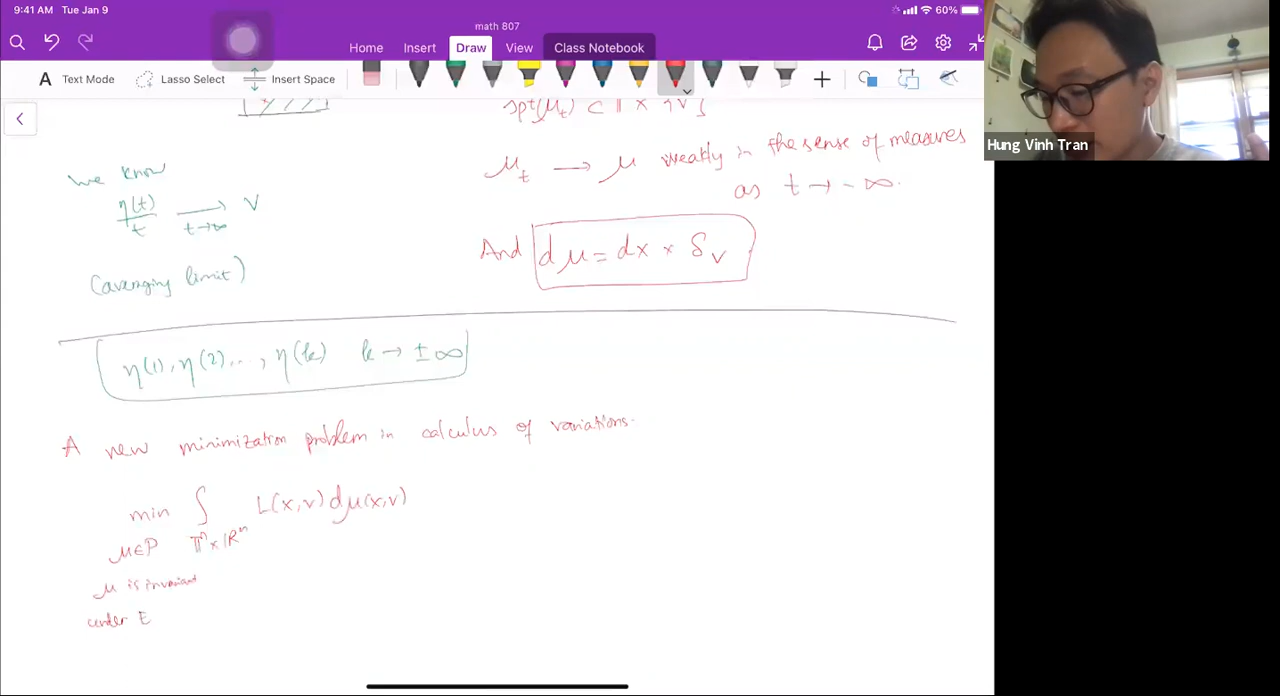 9:41 AM Tue Jan 9
60%
math 807
Home Insert Draw View Class Notebook
A Text Mode Lasso Select Insert Space
spt(μ_t) ⊂ 𝕋 × {V}
We know
η(t)/t → V
t→∞
(averaging limit)
μ_t → μ weakly in the sense of measures
as t → -∞.
And dμ = dx × δ_V
η(1), η(2)..., η(k) k → ±∞
A new minimization problem in calculus of variations.
min ∫ L(x,v) dμ(x,v)
μ∈P 𝕋ⁿ×ℝⁿ
μ is invariant
under E
Hung Vinh Tran